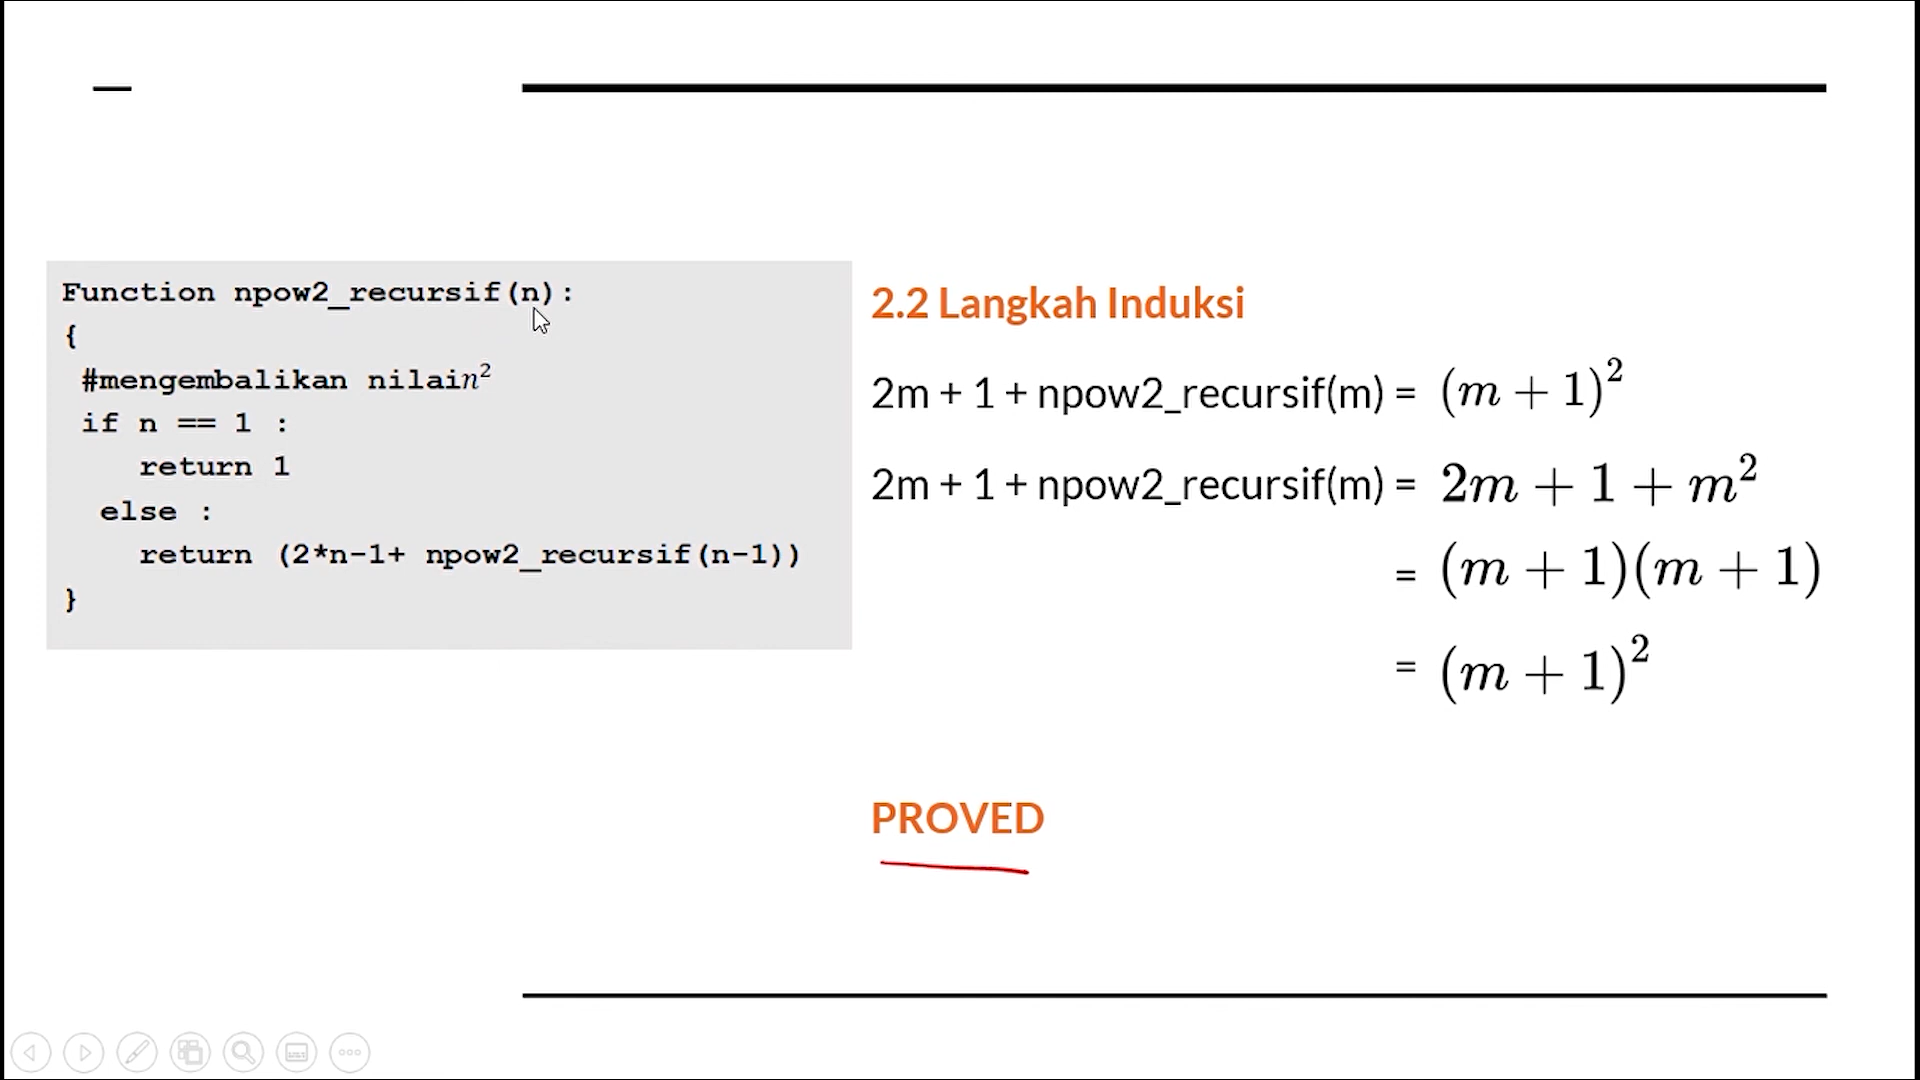 Function npow2_recursif(n):
{
#mengembalikan nilai𝑛²
if n == 1 :
return 1
else :
return (2*n-1+ npow2_recursif(n-1))
}
2.2 Langkah Induksi
2m + 1 + npow2_recursif(m) = (m + 1)²
2m + 1 + npow2_recursif(m) = 2m + 1 + m²
= (m + 1)(m + 1)
= (m + 1)²
PROVED